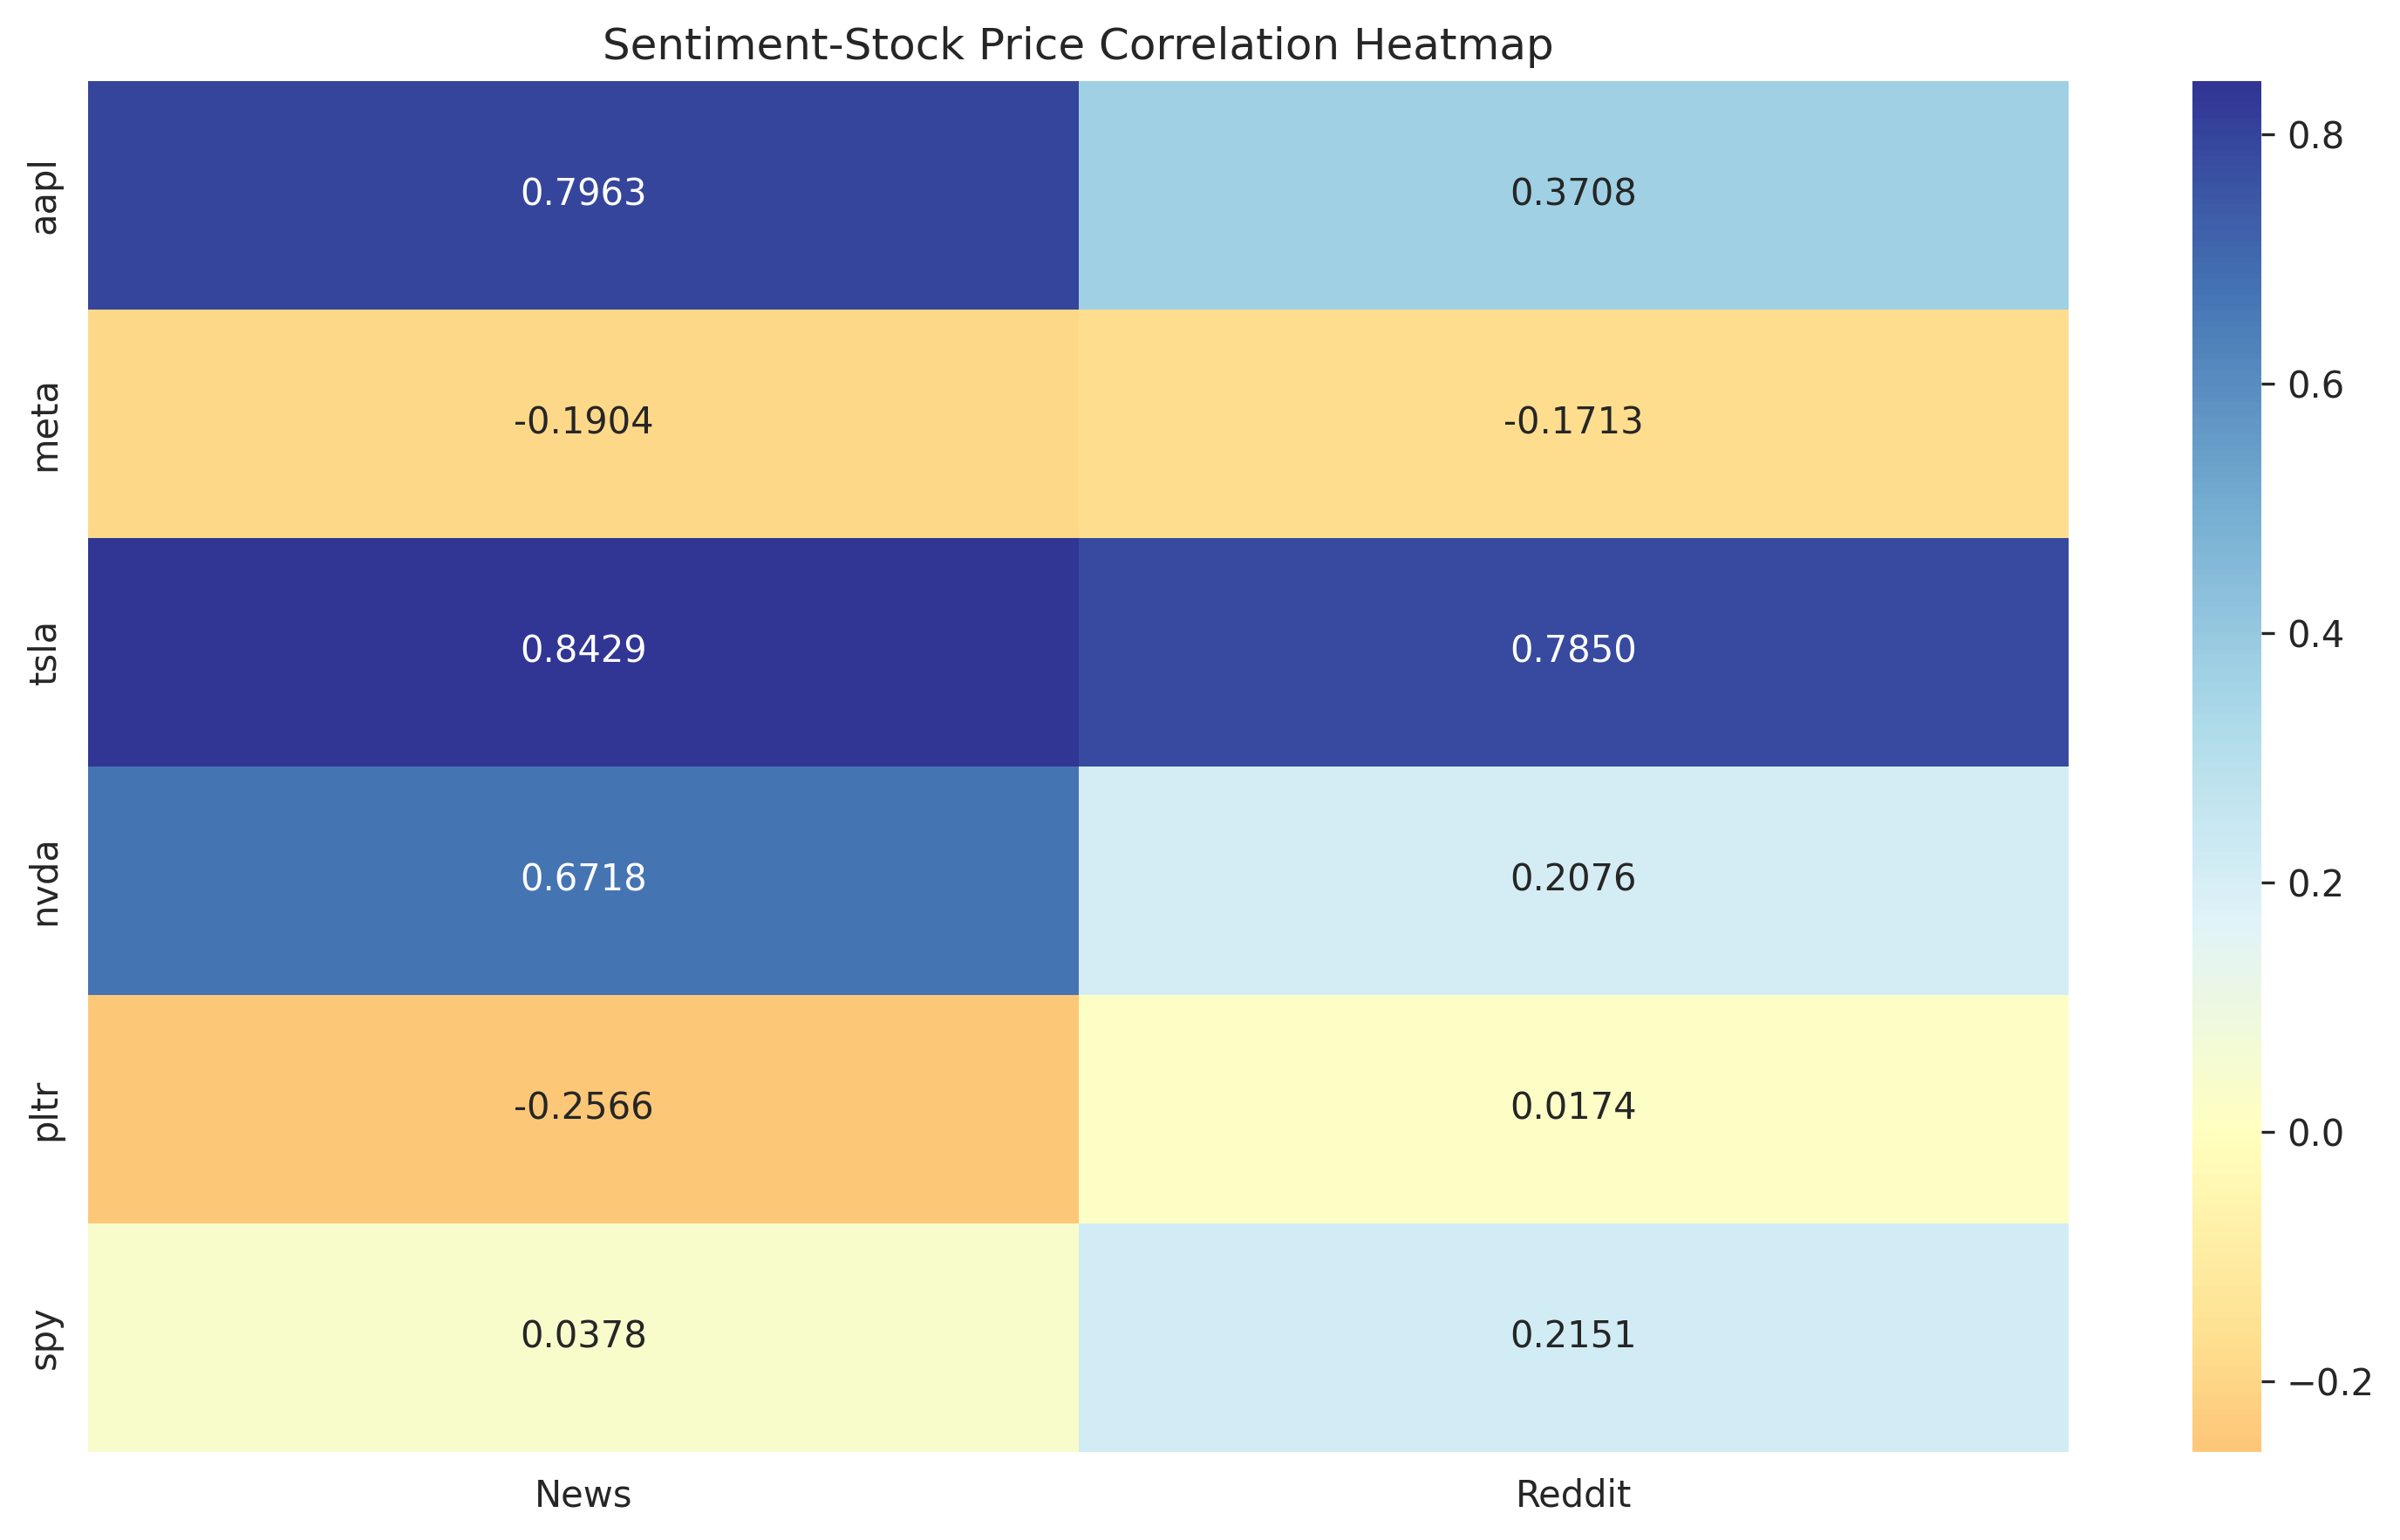 Sentiment-Stock Price Correlation Heatmap
aapl
0.7963
0.3708
meta
-0.1904
-0.1713
tsla
0.8429
0.7850
nvda
0.6718
0.2076
pltr
-0.2566
0.0174
spy
0.0378
0.2151
News
Reddit
0.8
0.6
0.4
0.2
0.0
−0.2